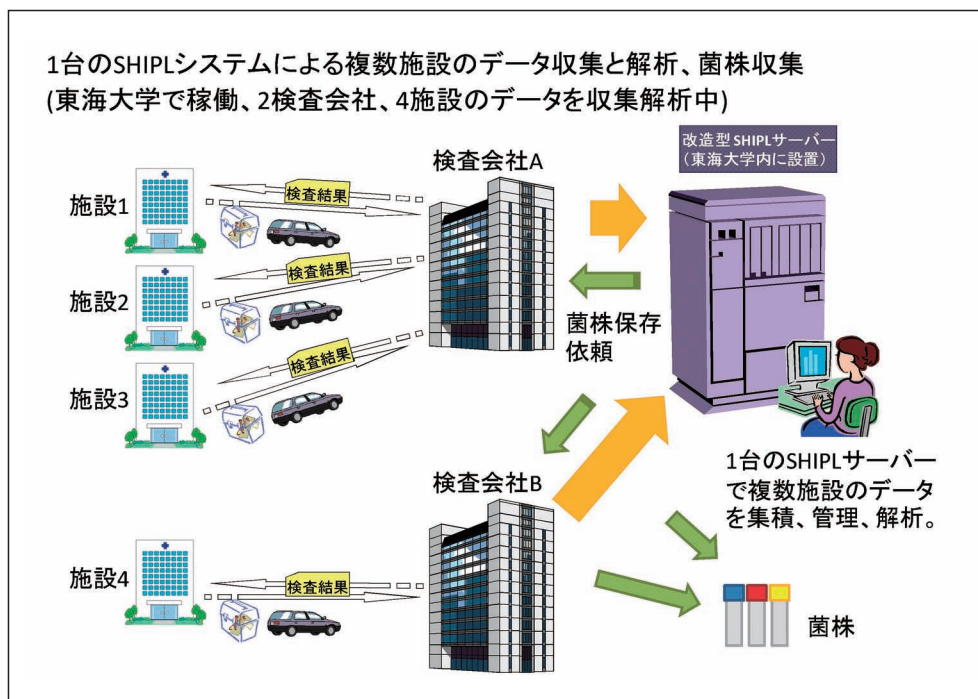 1台のSHIPLシステムによる複数施設のデータ収集と解析、菌株収集
(東海大学で稼働、2検査会社、4施設のデータを収集解析中)
改造型 SHIPLサーバー
(東海大学内に設置)
検査会社A
施設1
検査結果
施設2
検査結果
施設3
検査結果
菌株保存
依頼
検査会社B
1台のSHIPLサーバー
で複数施設のデータ
を集積、管理、解析。
施設4
検査結果
菌株